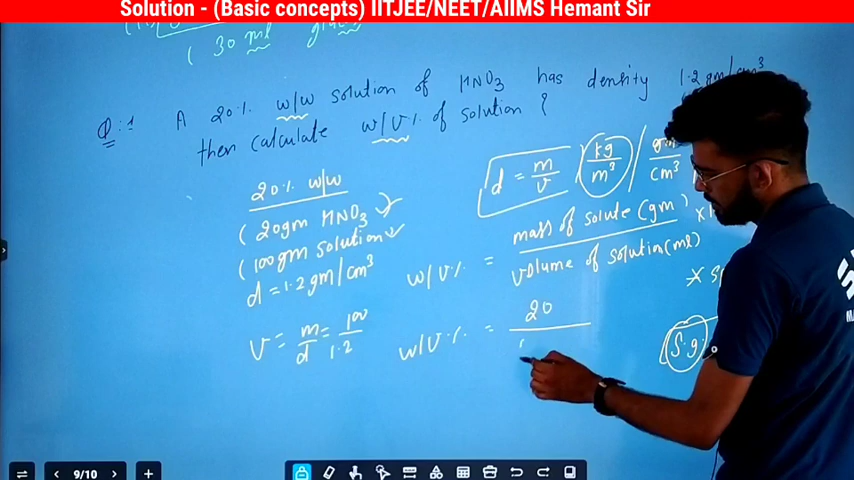 Solution - (Basic concepts) IITJEE/NEET/AIIMS Hemant Sir
( 30 ml
Q:1 A 20% w/w solution of HNO3 has density 1.2 gm/cm3
then calculate w/v% of solution ?
20% w/w
( 20gm HNO3
( 100gm solution
d = 1.2 gm/cm3
V = m/d = 100/1.2
d = m/v kg/m3 / gm/cm3
w/v% = mass of solute (gm) / volume of solution (ml) ×
w/v% = 20
S.g.
9/10